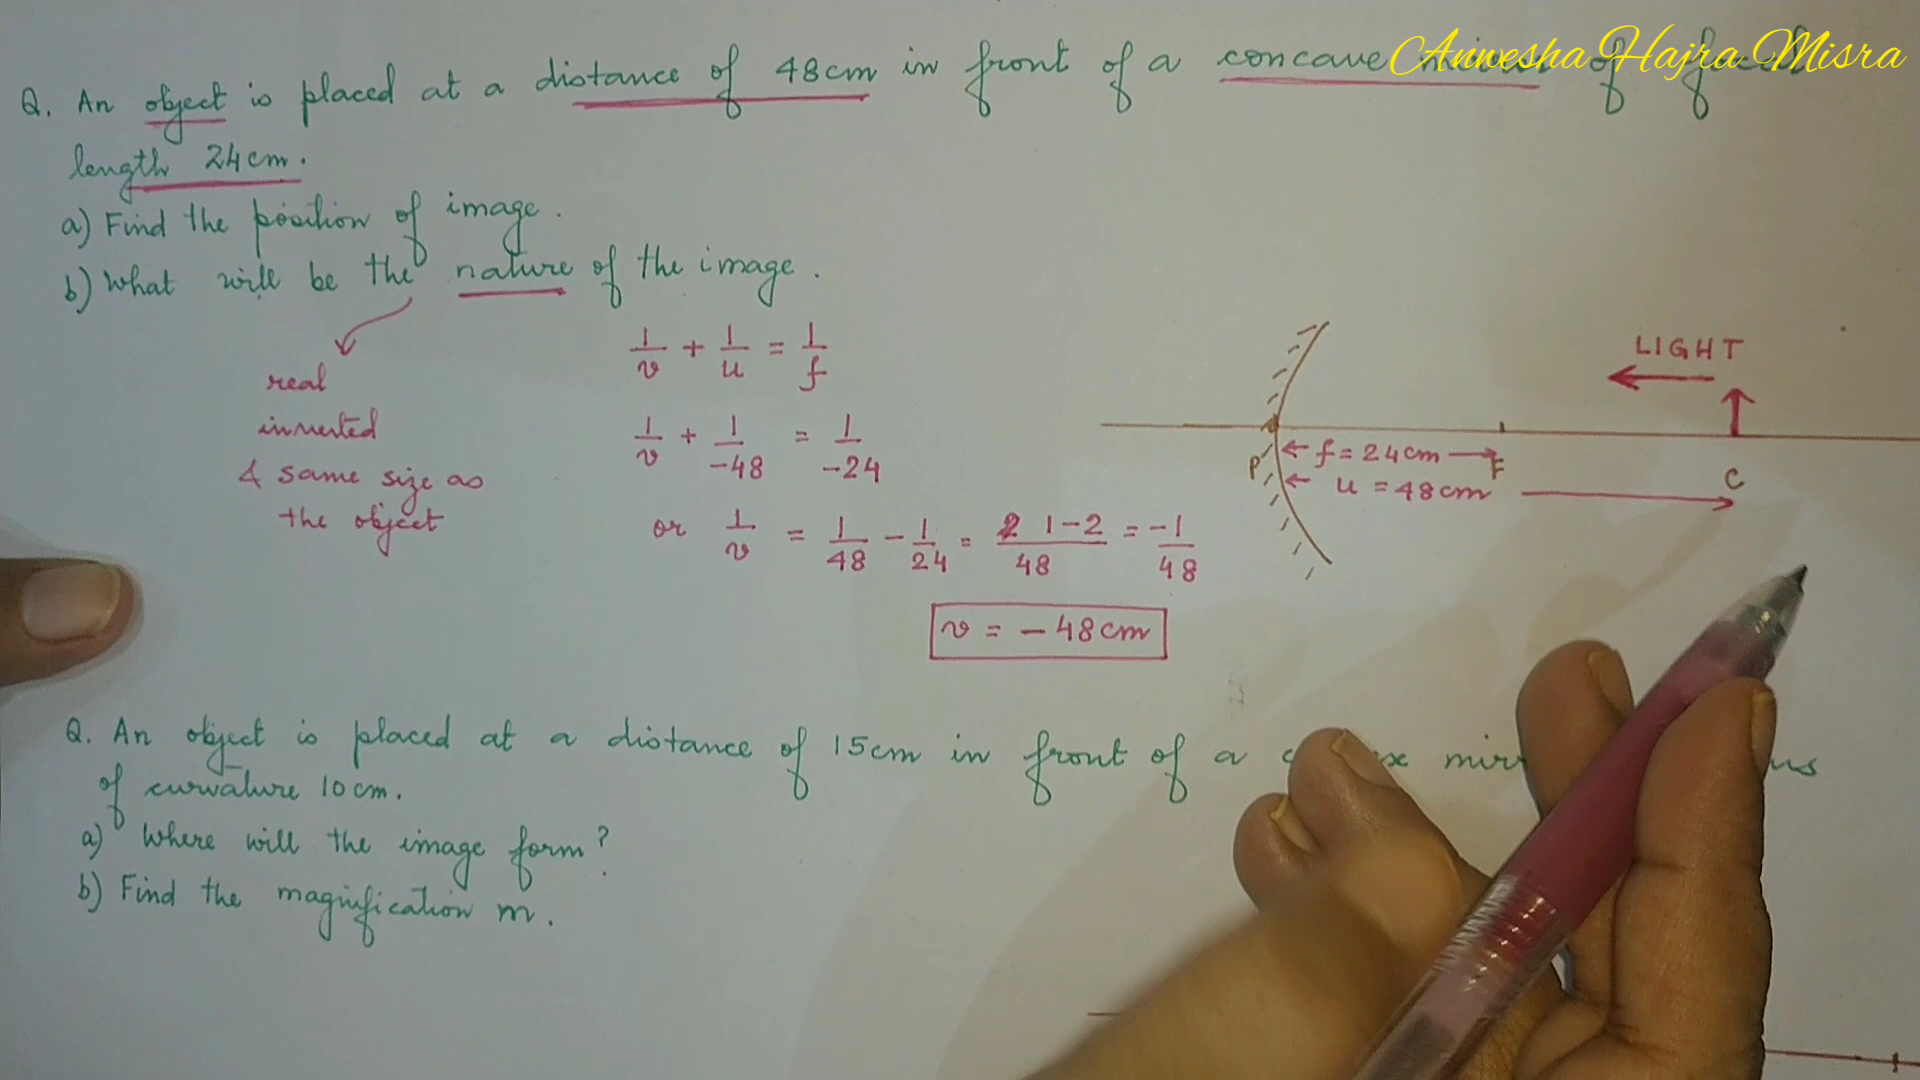 Anwesha Hajra Misra
Q. An object is placed at a distance of 48cm in front of a concave mirror of focal
length 24cm.
a) Find the position of image.
b) What will be the nature of the image.
real
inverted
& same size as
the object
1/v + 1/u = 1/f
1/v + 1/-48 = 1/-24
or 1/v = 1/48 - 1/24 = 1-2/48 = -1/48
v = -48cm
LIGHT
f = 24cm
P F C
u = 48cm
Q. An object is placed at a distance of 15cm in front of a
of curvature 10cm.
a) Where will the image form?
b) Find the magnification m.